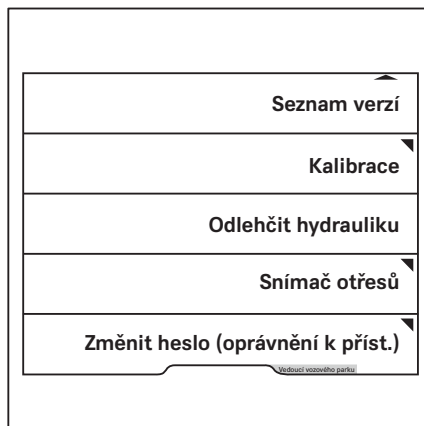 Seznam verzí
Kalibrace
Odlehčit hydrauliku
Snímač otřesů
Změnit heslo (oprávnění k příst.)
Vedoucí vozového parku